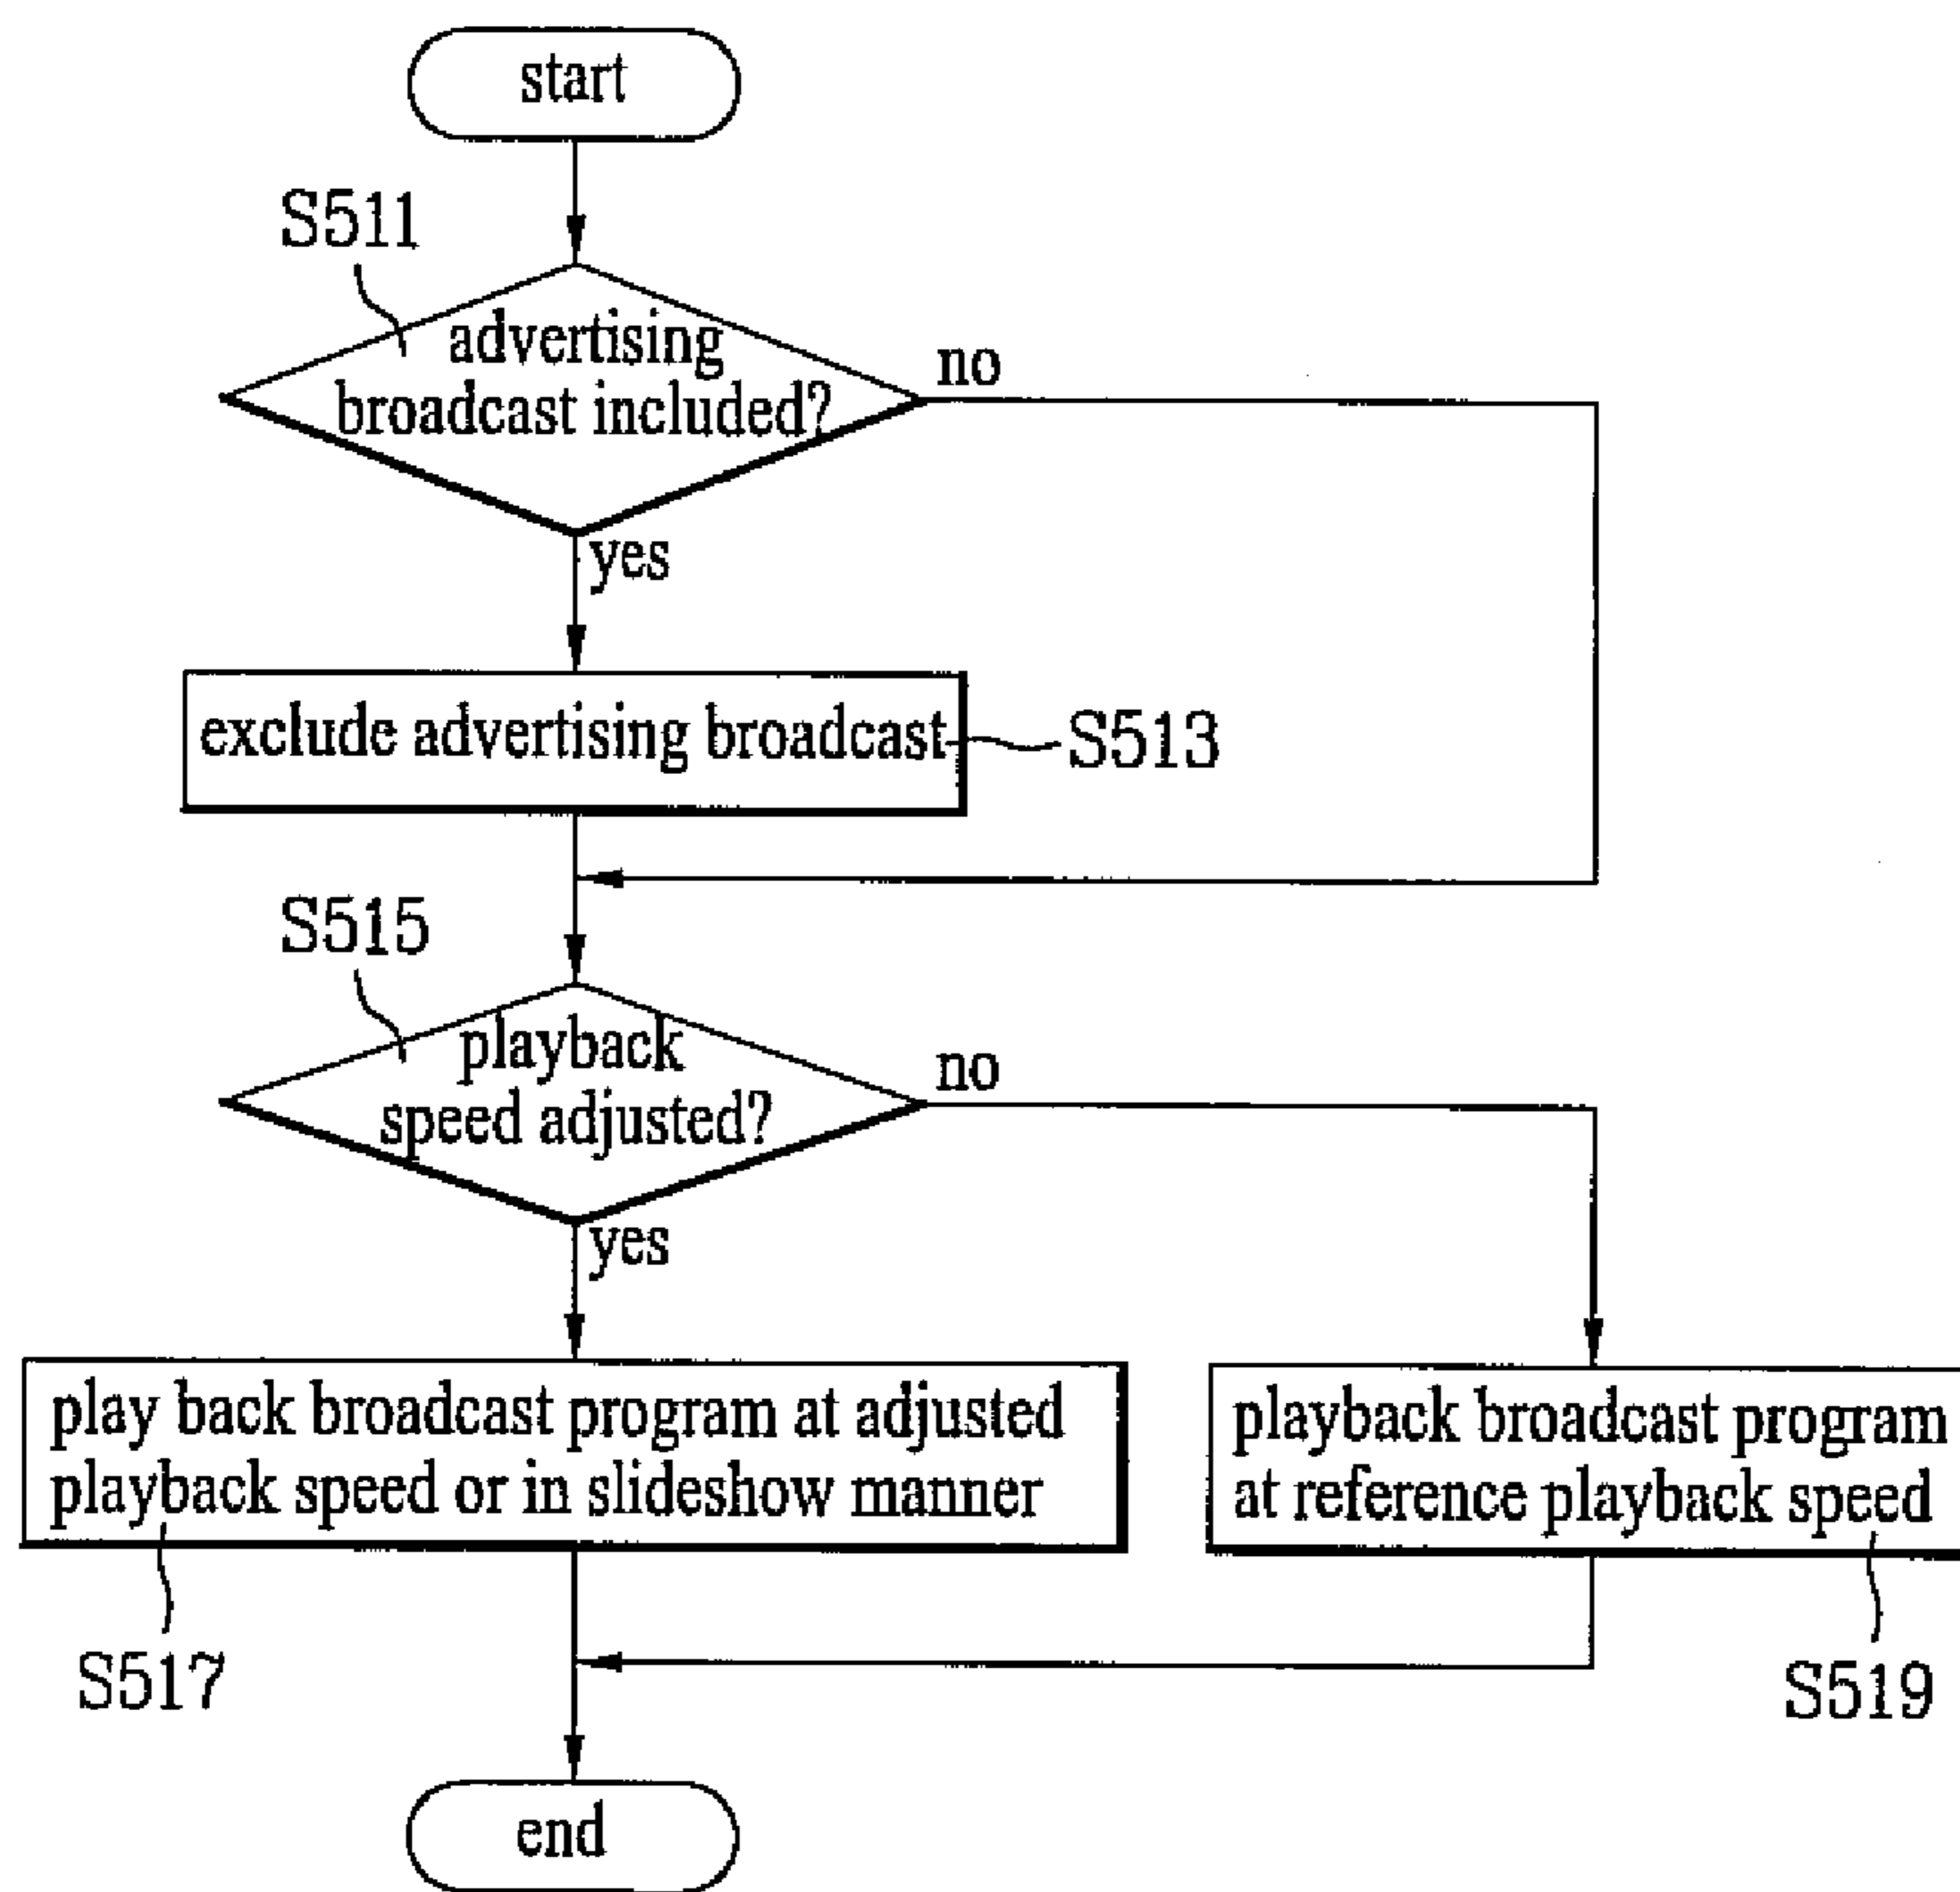 start
S511
advertising
broadcast included?
no
yes
exclude advertising broadcast
S513
S515
playback
speed adjusted?
no
yes
play back broadcast program at adjusted
playback speed or in slideshow manner
playback broadcast program
at reference playback speed
S517
S519
end